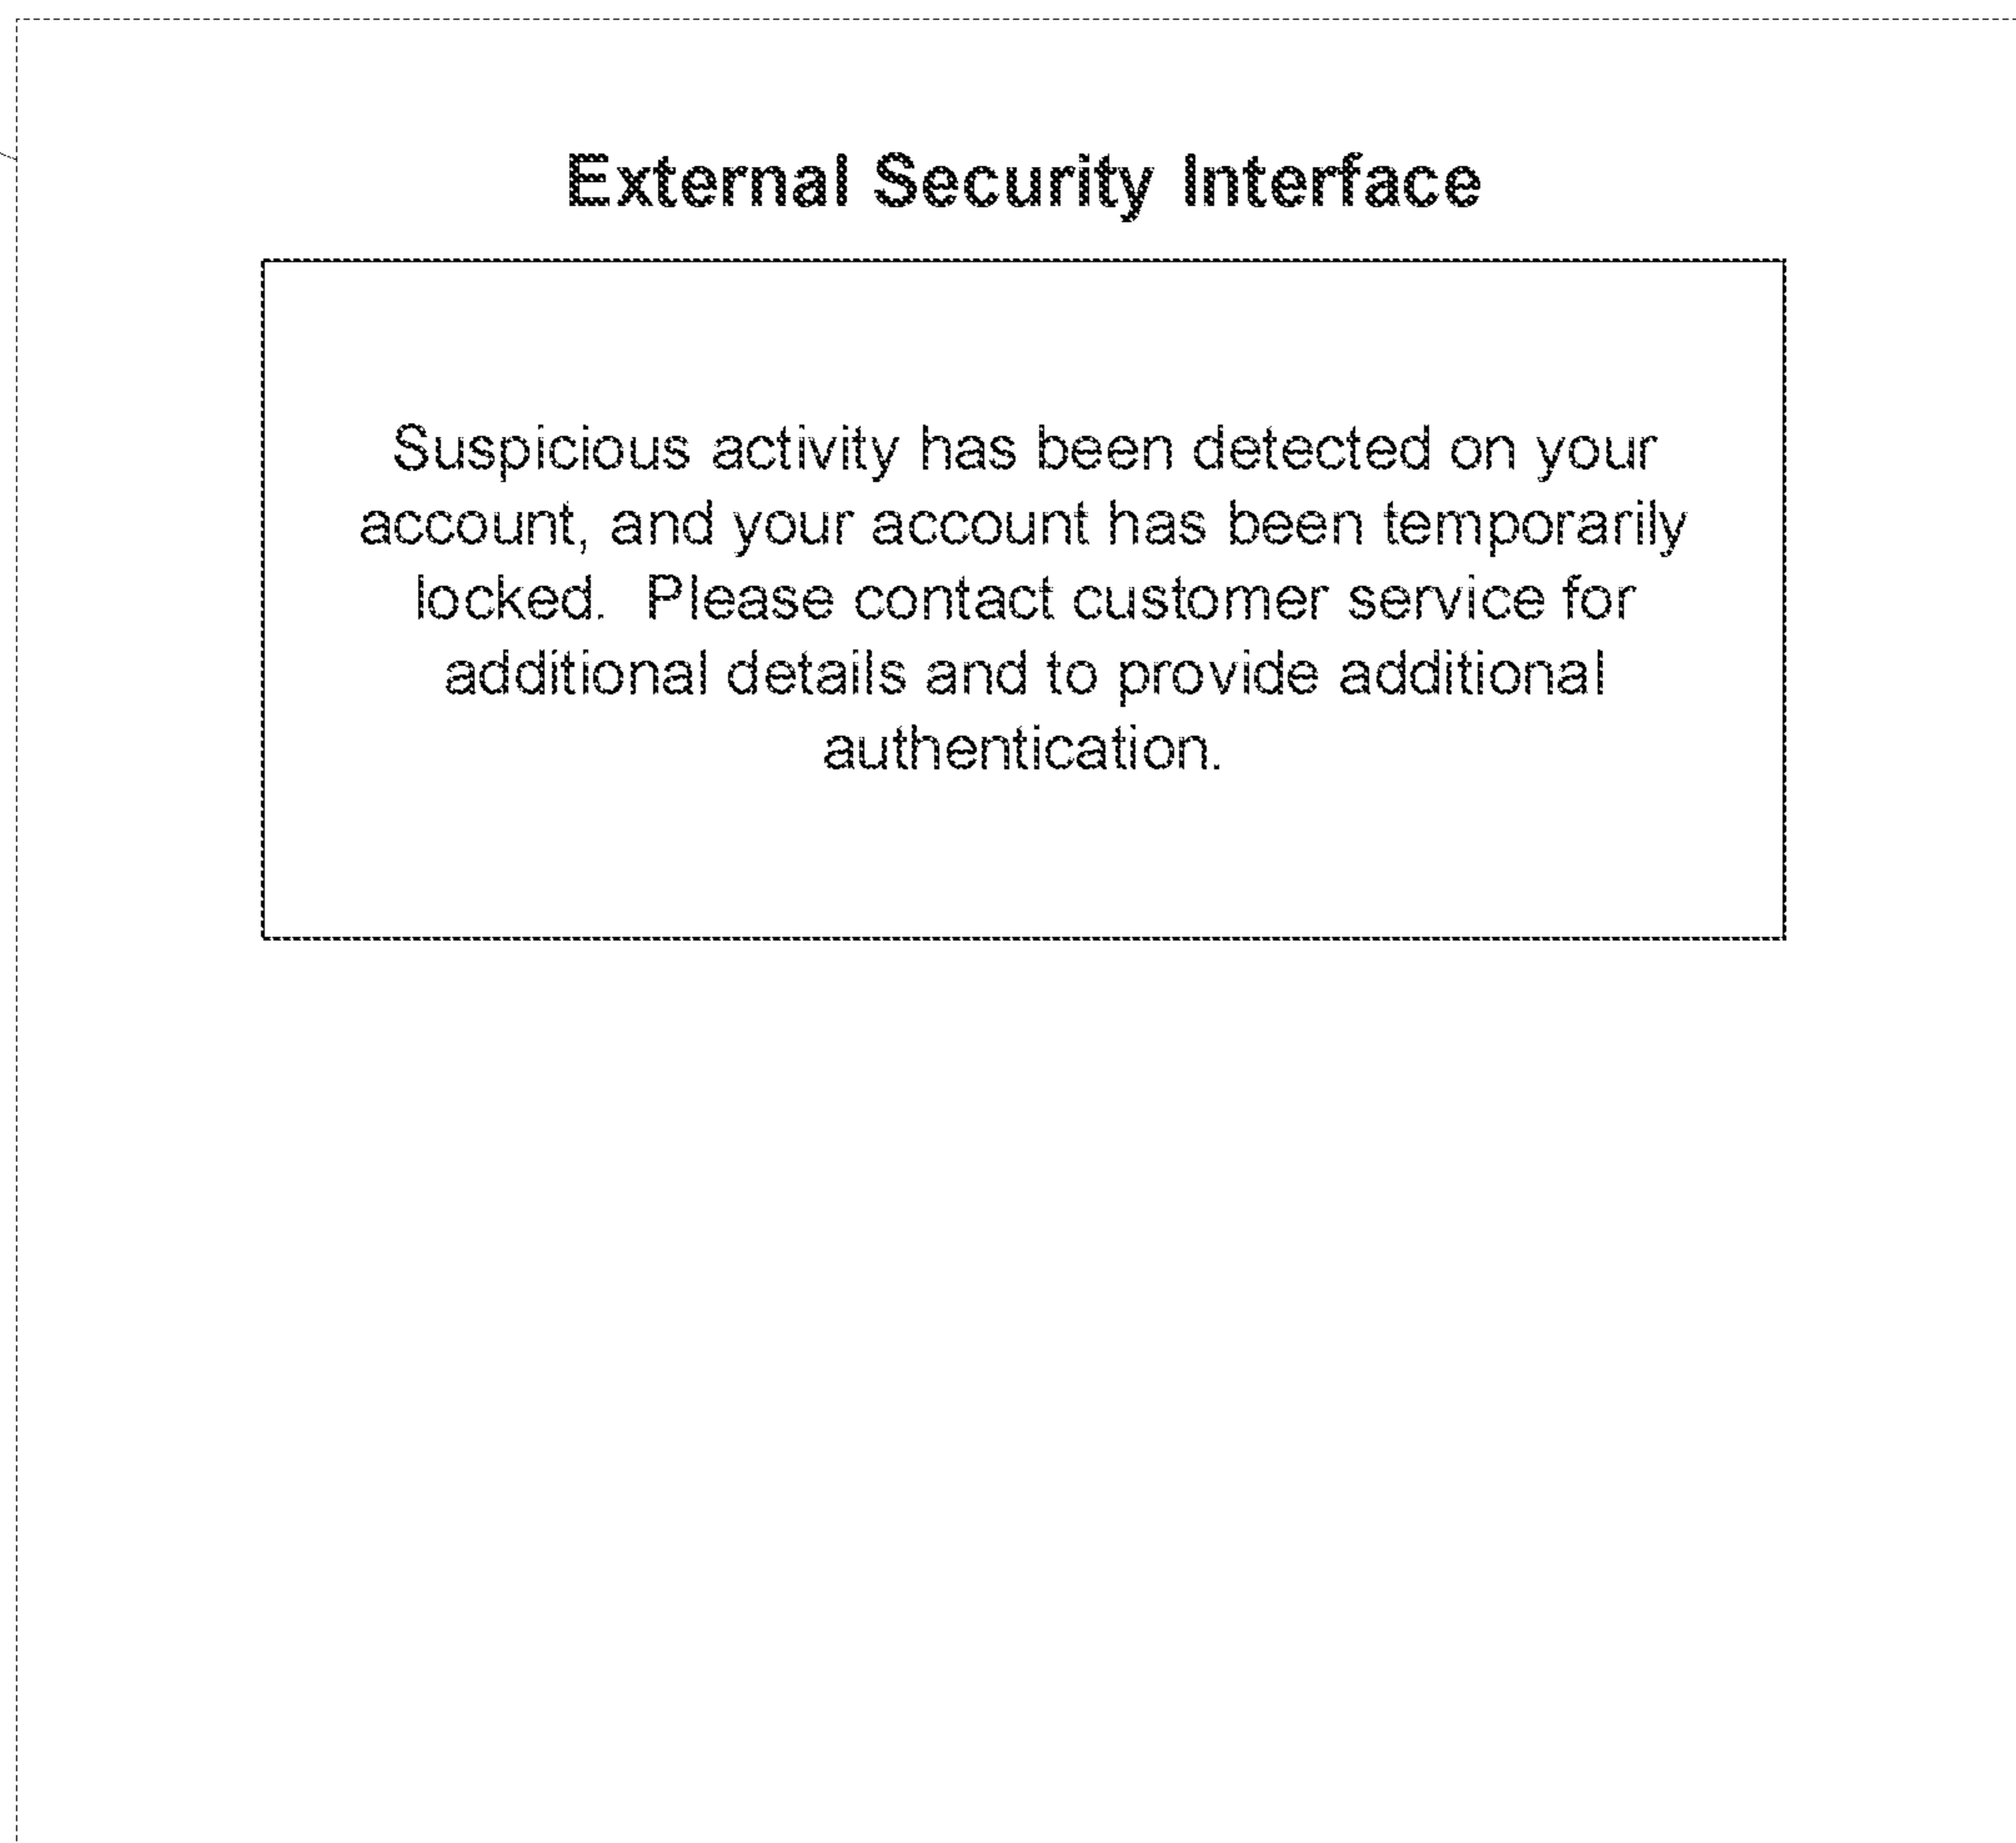 External Security Interface
Suspicious activity has been detected on your
account, and your account has been temporarily
locked.  Please contact customer service for
additional details and to provide additional
authentication.